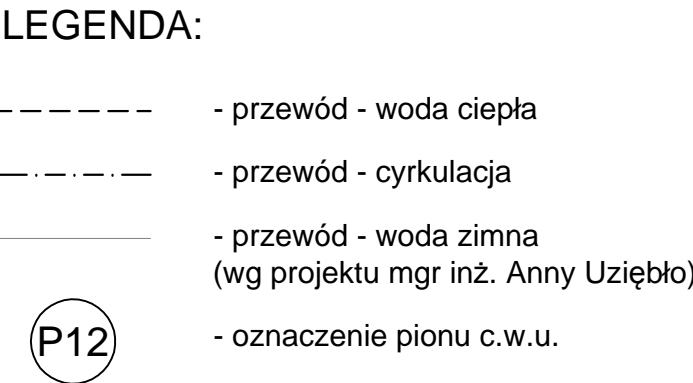 LEGENDA:
- przewód - woda ciepła
- przewód - cyrkulacja
- przewód - woda zimna
(wg projektu mgr inż. Anny Uziębło)
P12 - oznaczenie pionu c.w.u.